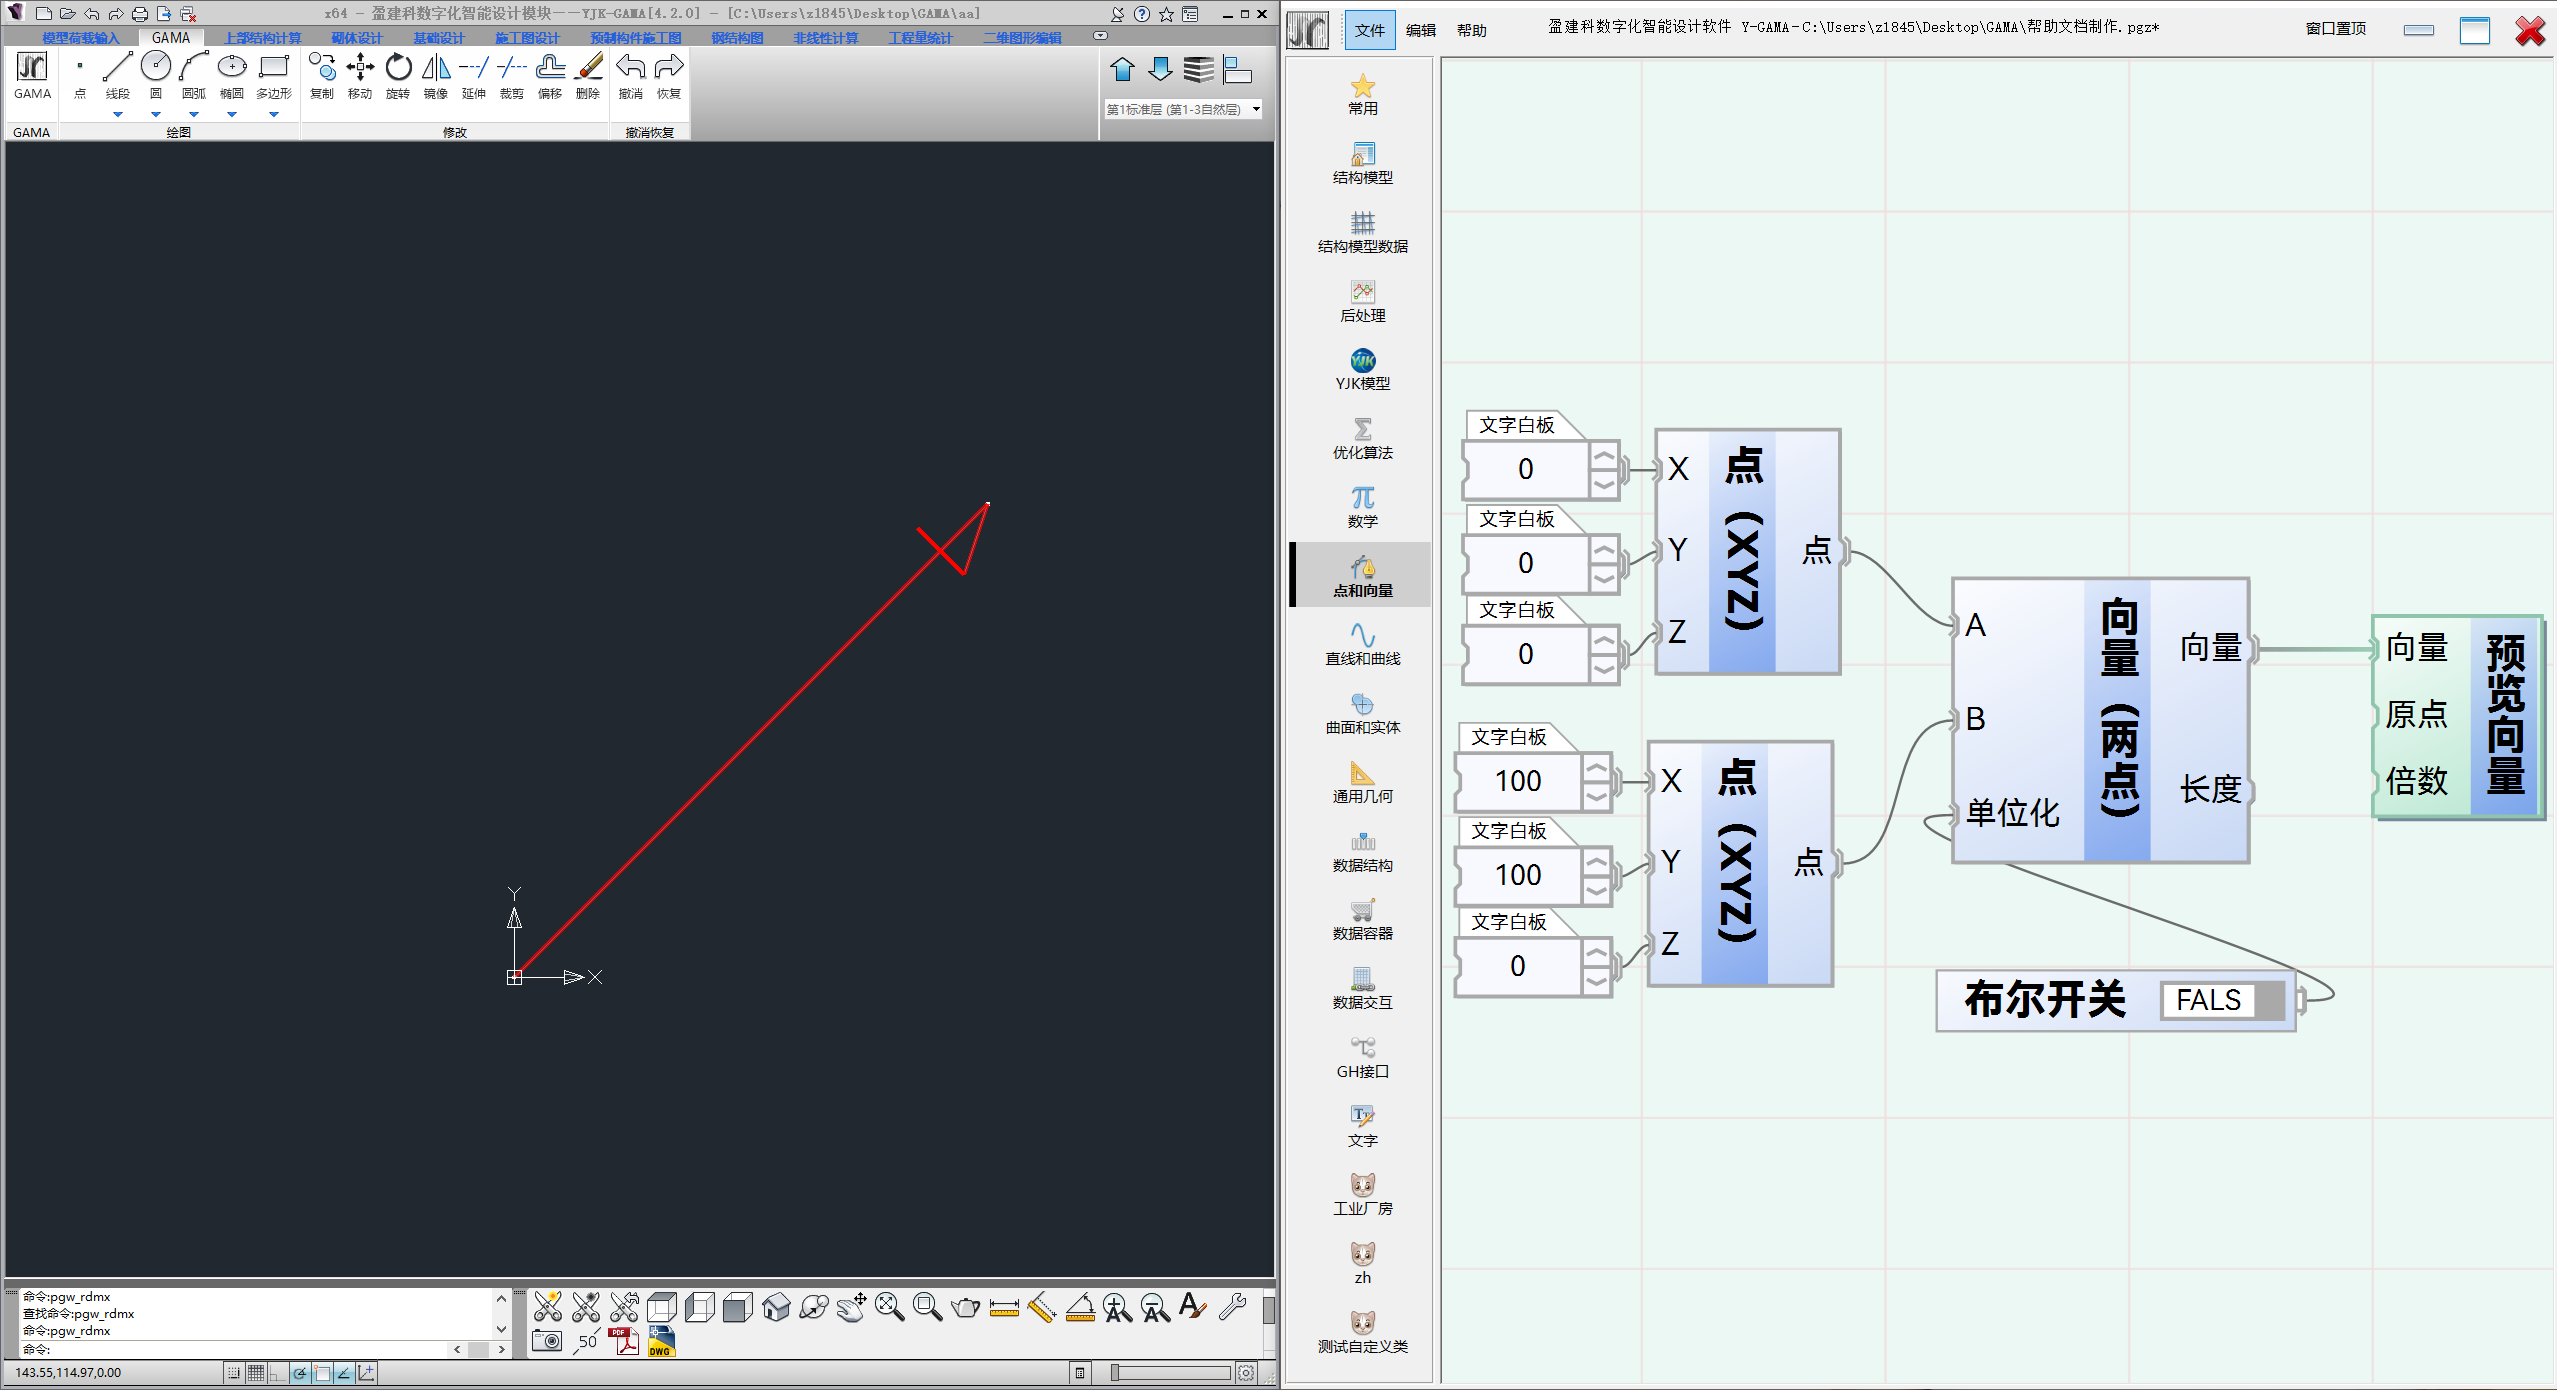 x64 - 盈建科数字化智能设计模块——YJK-GAMA[4.2.0] - [C:\Users\z1845\Desktop\GAMA\aa]
模型荷载输入 GAMA 上部结构计算 砌体设计 基础设计 施工图设计 预制构件施工图 钢结构图 非线性计算 工程量统计 二维图形编辑
GAMA 点 线段 圆 圆弧 椭圆 多边形 复制 移动 旋转 镜像 延伸 裁剪 偏移 删除 撤消 恢复
第1标准层 (第1-3自然层)
GAMA 绘图 修改 撤消恢复
Y
X
命令:pgw_rdmx
查找命令:pgw_rdmx
命令:pgw_rdmx
命令:
50
PDF
DWG
143.55,114.97,0.00
文件 编辑 帮助
盈建科数字化智能设计软件 Y-GAMA-C:\Users\z1845\Desktop\GAMA\帮助文档制作.pgz*
窗口置顶
常用
结构模型
结构模型数据
后处理
YJK
YJK模型
优化算法
数学
点和向量
直线和曲线
曲面和实体
通用几何
数据结构
数据容器
数据交互
GH接口
文字
工业厂房
zh
测试自定义类
文字白板
0
文字白板
0
文字白板
0
X
Y
Z
点（XYZ）
点
文字白板
100
文字白板
100
文字白板
0
X
Y
Z
点（XYZ）
点
A
B
单位化
向量（两点）
向量
长度
布尔开关 FALS
向量
原点
倍数
预览向量